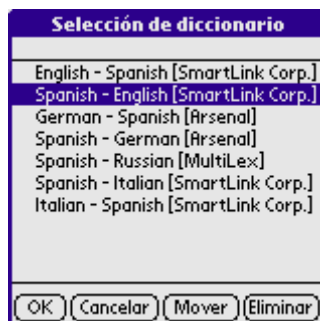 Selección de diccionario
English - Spanish [SmartLink Corp.]
Spanish - English [SmartLink Corp.]
German - Spanish [Arsenal]
Spanish - German [Arsenal]
Spanish - Russian [MultiLex]
Spanish - Italian [SmartLink Corp.]
Italian - Spanish [SmartLink Corp.]
OK Cancelar Mover Eliminar